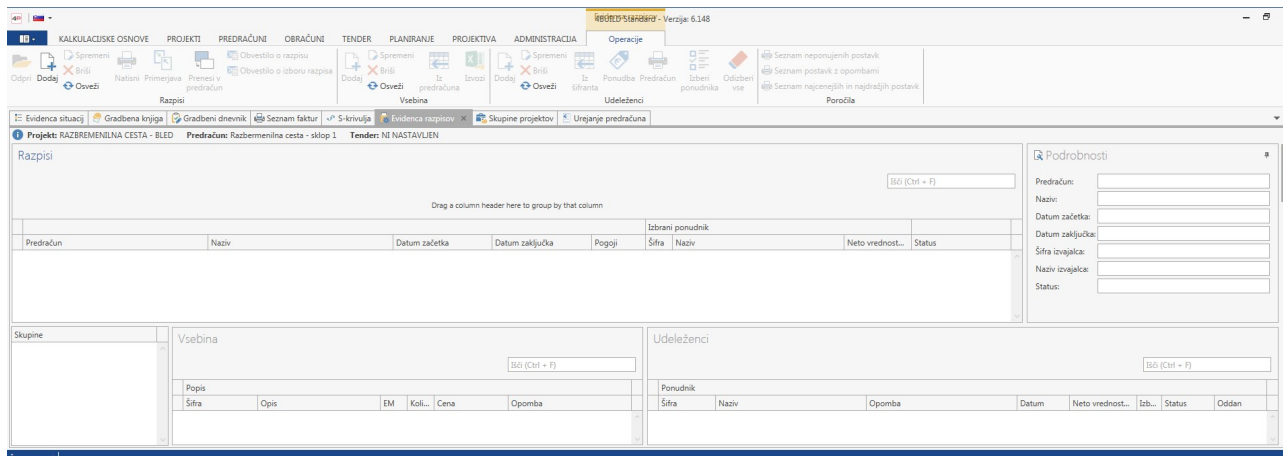 4BUILD Standard - Verzija: 6.148
KALKULACIJSKE OSNOVE PROJEKTI PREDRAČUNI OBRAČUNI TENDER PLANIRANJE PROJEKTIVA ADMINISTRACIJA Operacije
Odpri Dodaj Spremeni Briši Osveži Natisni Primerjava Prenesi v predračun Obvestilo o razpisu Obvestilo o izboru razpisa
Razpisi
Dodaj Spremeni Briši Osveži Iz predračuna Izvozi
Vsebina
Dodaj Spremeni Briši Osveži Iz šifranta Ponudba Predračun Izberi ponudnika Odizberi vse
Udeleženci
Seznam neponujenih postavk
Seznam postavk z opombami
Seznam najcenejših in najdražjih postavk
Poročila
Evidenca situacij Gradbena knjiga Gradbeni dnevnik Seznam faktur S-krivulja Evidenca razpisov Skupine projektov Urejanje predračuna
Projekt: RAZBREMENILNA CESTA - BLED Predračun: Razbermenilna cesta - sklop 1 Tender: NI NASTAVLJEN
Razpisi
Išči (Ctrl + F)
Drag a column header here to group by that column
Izbrani ponudnik
Predračun Naziv Datum začetka Datum zaključka Pogoji Šifra Naziv Neto vrednost... Status
Podrobnosti
Predračun:
Naziv:
Datum začetka:
Datum zaključka:
Šifra izvajalca:
Naziv izvajalca:
Status:
Skupine
Vsebina
Išči (Ctrl + F)
Popis
Šifra Opis EM Koli... Cena Opomba
Udeleženci
Išči (Ctrl + F)
Ponudnik
Šifra Naziv Opomba Datum Neto vrednost... Izb... Status Oddan